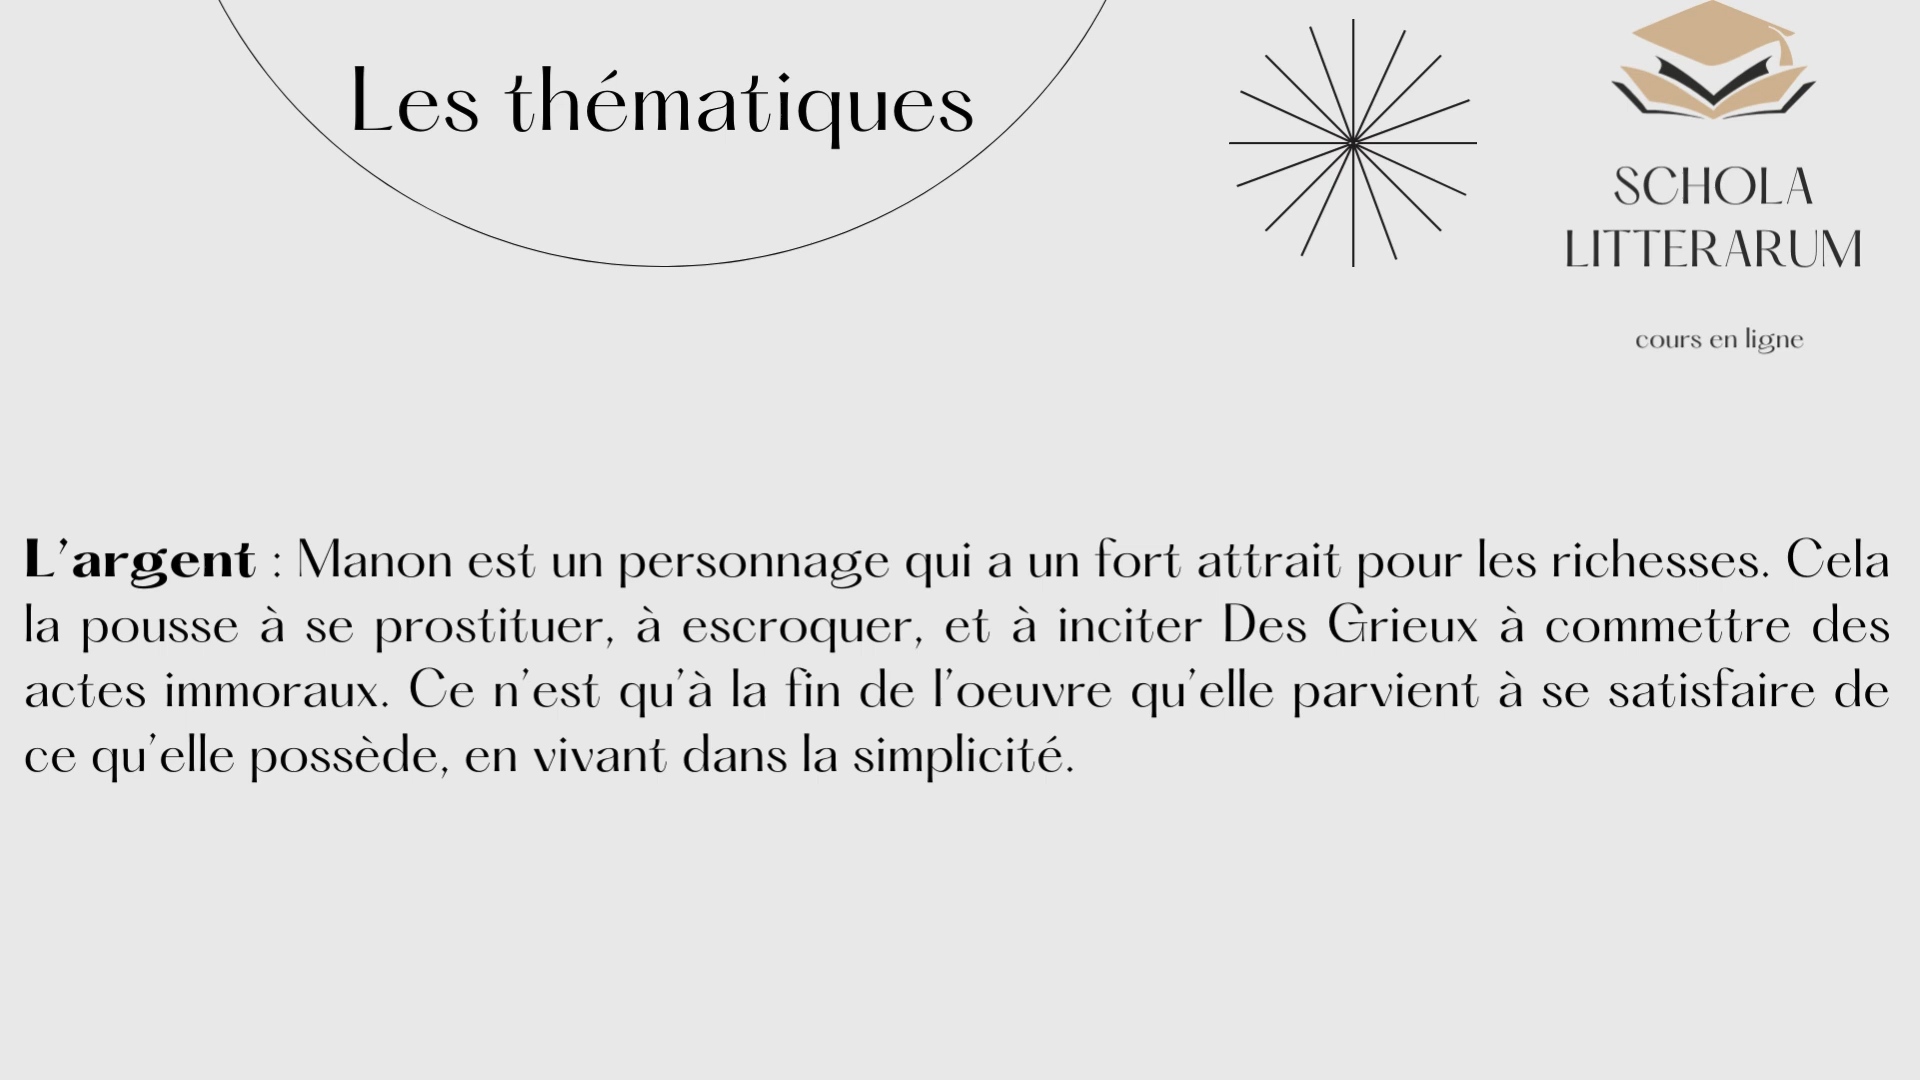 Les thématiques
SCHOLA
LITTERARUM
cours en ligne
L’argent : Manon est un personnage qui a un fort attrait pour les richesses. Cela
la pousse à se prostituer, à escroquer, et à inciter Des Grieux à commettre des
actes immoraux. Ce n’est qu’à la fin de l’oeuvre qu’elle parvient à se satisfaire de
ce qu’elle possède, en vivant dans la simplicité.